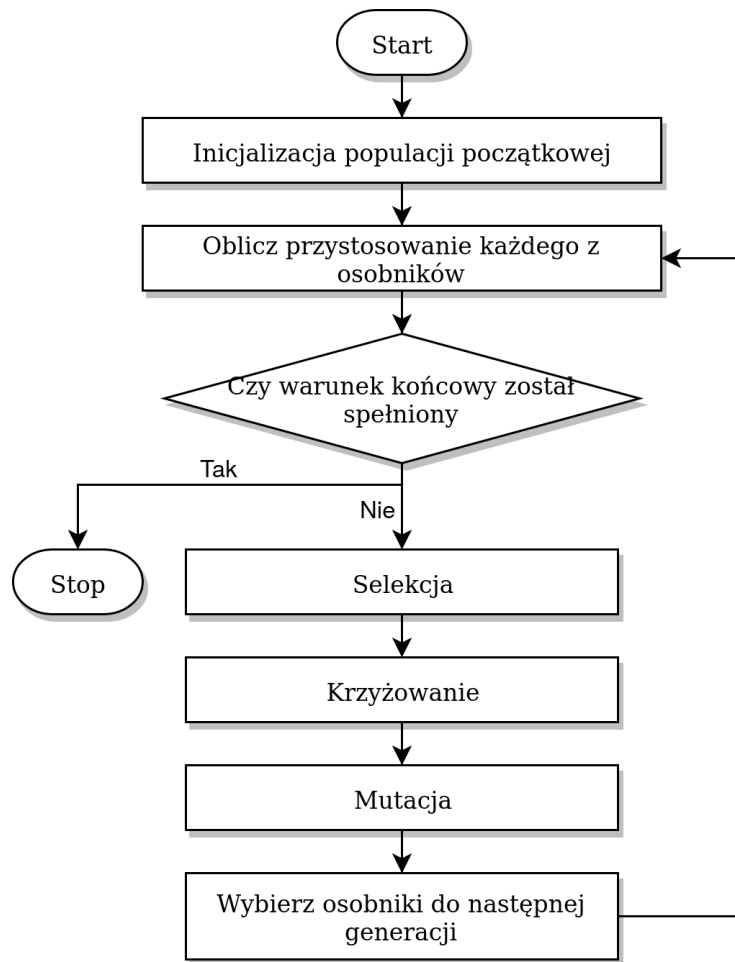 Start
Inicjalizacja populacji początkowej
Oblicz przystosowanie każdego z
osobników
Czy warunek końcowy został
spełniony
Tak
Nie
Stop
Selekcja
Krzyżowanie
Mutacja
Wybierz osobniki do następnej
generacji